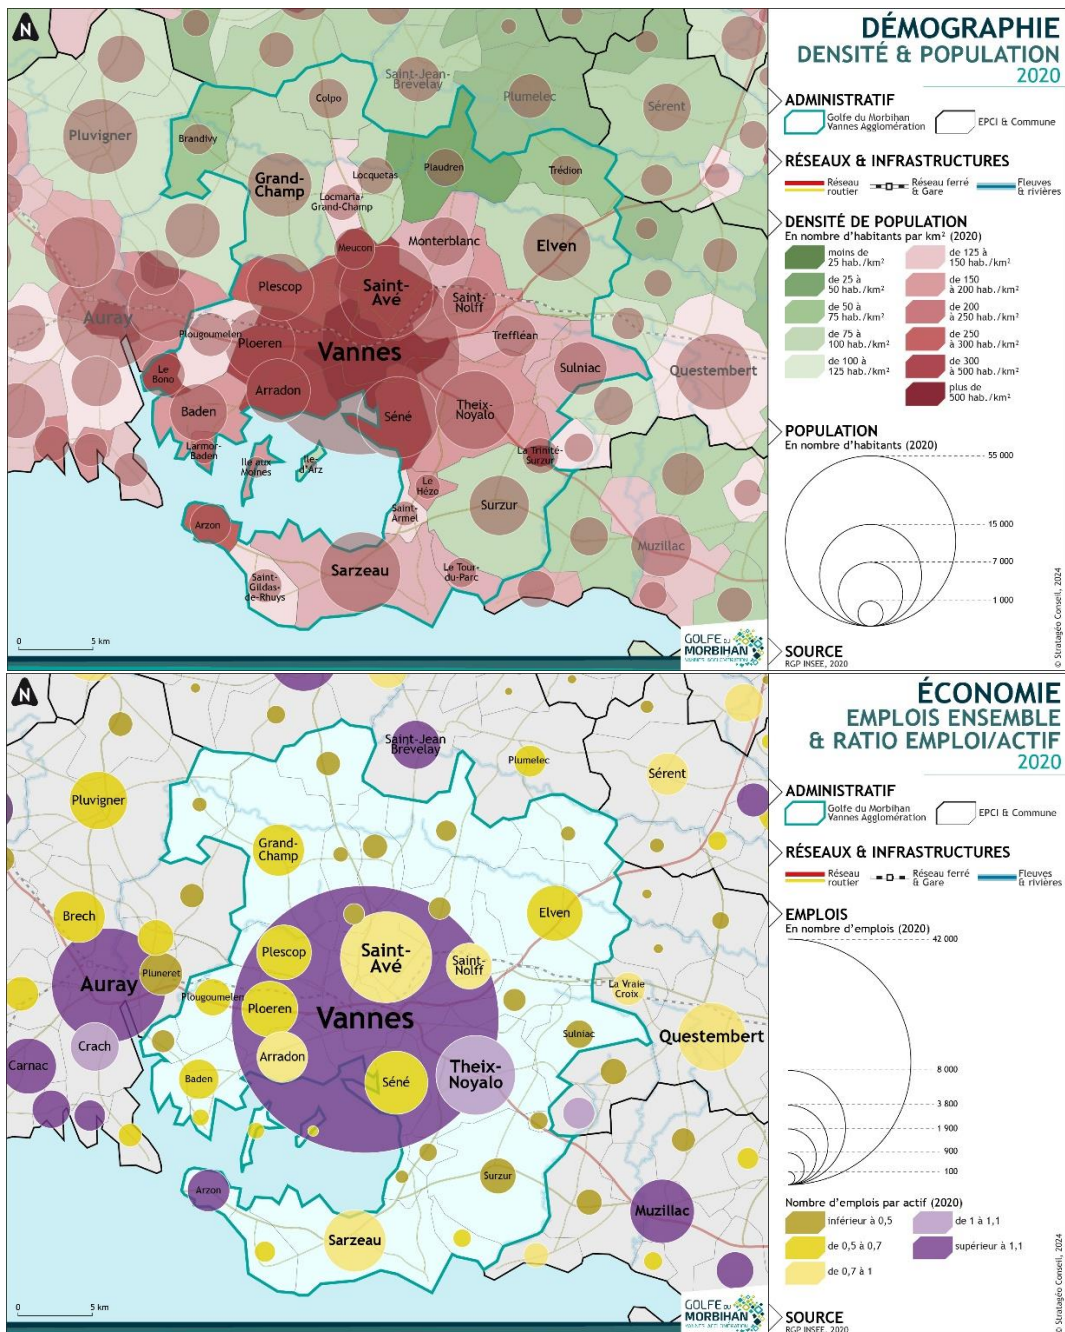 N
DÉMOGRAPHIE
DENSITÉ & POPULATION
2020
ADMINISTRATIF
Golfe du Morbihan
Vannes Agglomération
EPCI & Commune
RÉSEAUX & INFRASTRUCTURES
Réseau
routier
Réseau ferré
& Gare
Fleuves
& rivières
DENSITÉ DE POPULATION
En nombre d'habitants par km² (2020)
moins de
25 hab./km²
de 25 à
50 hab./km²
de 50 à
75 hab./km²
de 75 à
100 hab./km²
de 100 à
125 hab./km²
de 125 à
150 hab./km²
de 150
à 200 hab./km²
de 200
à 250 hab./km²
de 250
à 300 hab./km²
de 300
à 500 hab./km²
plus de
500 hab./km²
POPULATION
En nombre d'habitants (2020)
55 000
15 000
7 000
1 000
SOURCE
RGP INSEE, 2020
© Stratagéo Conseil, 2024
Saint-Jean-
Brévelay
Plumelec
Sérent
Colpo
Pluvigner
Brandivy
Plaudren
Trédion
Locquetas
Grand-
Champ
Locmaria-
Grand-Champ
Meucon
Monterblanc
Elven
Plescop
Saint-
Avé
Saint-
Nolff
Auray
Plougoumelen
Ploeren
Vannes
Treffléan
Le
Bono
Sulniac
Questembert
Arradon
Baden
Séné
Theix-
Noyalo
Larmor-
Baden
Ile aux
Moines
Ile-
d'Arz
La Trinité-
Surzur
Le
Hézo
Saint-
Armel
Surzur
Arzon
Muzillac
Sarzeau
Saint-
Gildas-
de-Rhuys
Le Tour-
du-Parc
0
5 km
GOLFE DU
MORBIHAN
VANNES AGGLOMÉRATION
N
ÉCONOMIE
EMPLOIS ENSEMBLE
& RATIO EMPLOI/ACTIF
2020
ADMINISTRATIF
Golfe du Morbihan
Vannes Agglomération
EPCI & Commune
RÉSEAUX & INFRASTRUCTURES
Réseau
routier
Réseau ferré
& Gare
Fleuves
& rivières
EMPLOIS
En nombre d'emplois (2020)
42 000
8 000
3 800
1 900
900
100
Nombre d'emplois par actif (2020)
inférieur à 0,5
de 0,5 à 0,7
de 0,7 à 1
de 1 à 1,1
supérieur à 1,1
SOURCE
RGP INSEE, 2020
© Stratagéo Conseil, 2024
Saint-Jean
Brévelay
Plumelec
Sérent
Pluvigner
Grand-
Champ
Brech
Elven
Plescop
Saint-
Avé
Saint-
Nolff
Auray
Pluneret
La Vraie
Croix
Plougoumelen
Ploeren
Vannes
Sulniac
Questembert
Crach
Arradon
Carnac
Baden
Séné
Theix-
Noyalo
Surzur
Arzon
Muzillac
Sarzeau
0
5 km
GOLFE DU
MORBIHAN
VANNES AGGLOMÉRATION